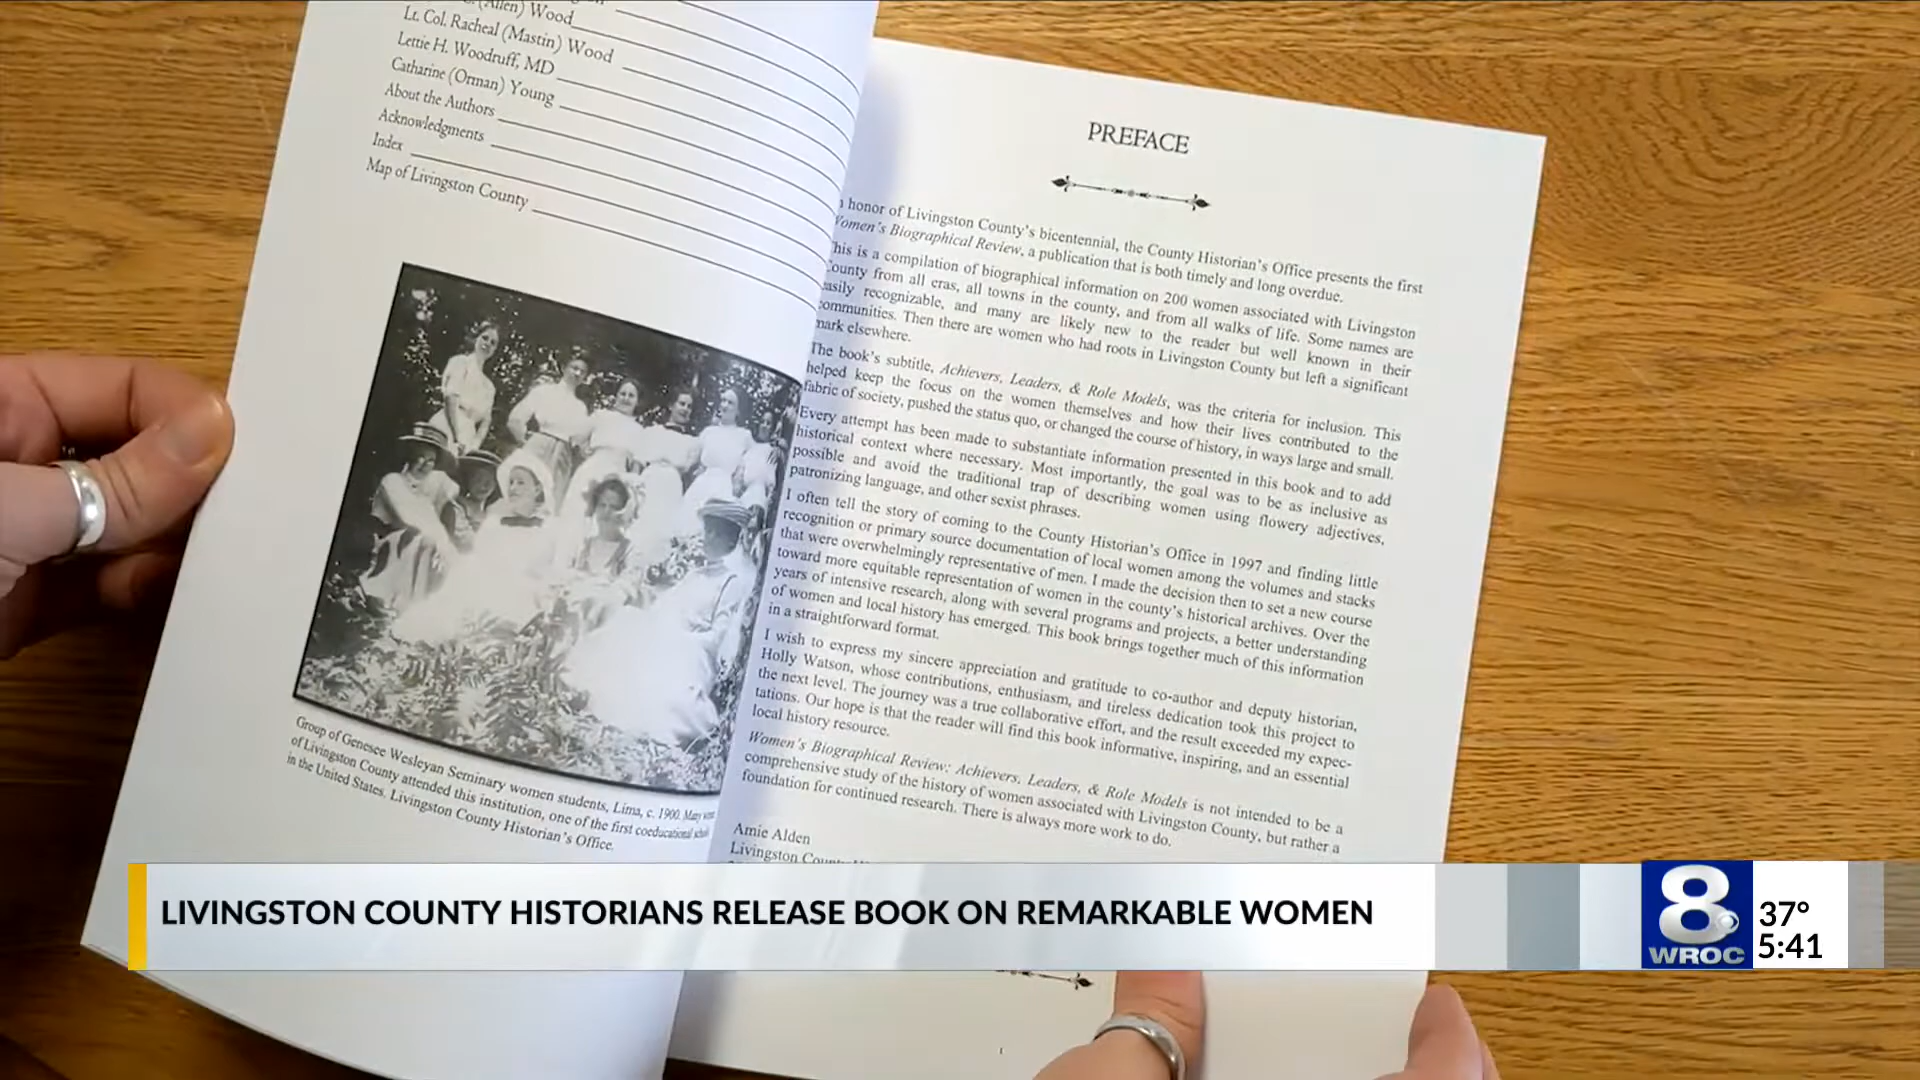 (Allen) Wood
Lt. Col. Racheal (Mastin) Wood
Lettie H. Woodruff, MD
Catharine (Orman) Young
About the Authors
Acknowledgments
Index
Map of Livingston County
Group of Genesee Wesleyan Seminary women students, Lima, c. 1900. Many
of Livingston County attended this institution, one of the first coeducational
in the United States. Livingston County Historian's Office.
PREFACE
honor of Livingston County's bicentennial, the County Historian's Office presents the first
Women's Biographical Review, a publication that is both timely and long overdue.
This is a compilation of biographical information on 200 women associated with Livingston
County from all eras, all towns in the county, and from all walks of life. Some names are
easily recognizable, and many are likely new to the reader but well known in their
communities. Then there are women who had roots in Livingston County but left a significant
mark elsewhere.
The book's subtitle, Achievers, Leaders, & Role Models, was the criteria for inclusion. This
helped keep the focus on the women themselves and how their lives contributed to the
fabric of society, pushed the status quo, or changed the course of history, in ways large and small.
Every attempt has been made to substantiate information presented in this book and to add
historical context where necessary. Most importantly, the goal was to be as inclusive as
possible and avoid the traditional trap of describing women using flowery adjectives,
patronizing language, and other sexist phrases.
I often tell the story of coming to the County Historian's Office in 1997 and finding little
recognition or primary source documentation of local women among the volumes and stacks
that were overwhelmingly representative of men. I made the decision then to set a new course
toward more equitable representation of women in the county's historical archives. Over the
years of intensive research, along with several programs and projects, a better understanding
of women and local history has emerged. This book brings together much of this information
in a straightforward format.
I wish to express my sincere appreciation and gratitude to co-author and deputy historian,
Holly Watson, whose contributions, enthusiasm, and tireless dedication took this project to
the next level. The journey was a true collaborative effort, and the result exceeded my expec-
tations. Our hope is that the reader will find this book informative, inspiring, and an essential
local history resource.
Women's Biographical Review: Achievers, Leaders, & Role Models is not intended to be a
comprehensive study of the history of women associated with Livingston County, but rather a
foundation for continued research. There is always more work to do.
Amie Alden
Livingston County
LIVINGSTON COUNTY HISTORIANS RELEASE BOOK ON REMARKABLE WOMEN
8
WROC
37°
5:41